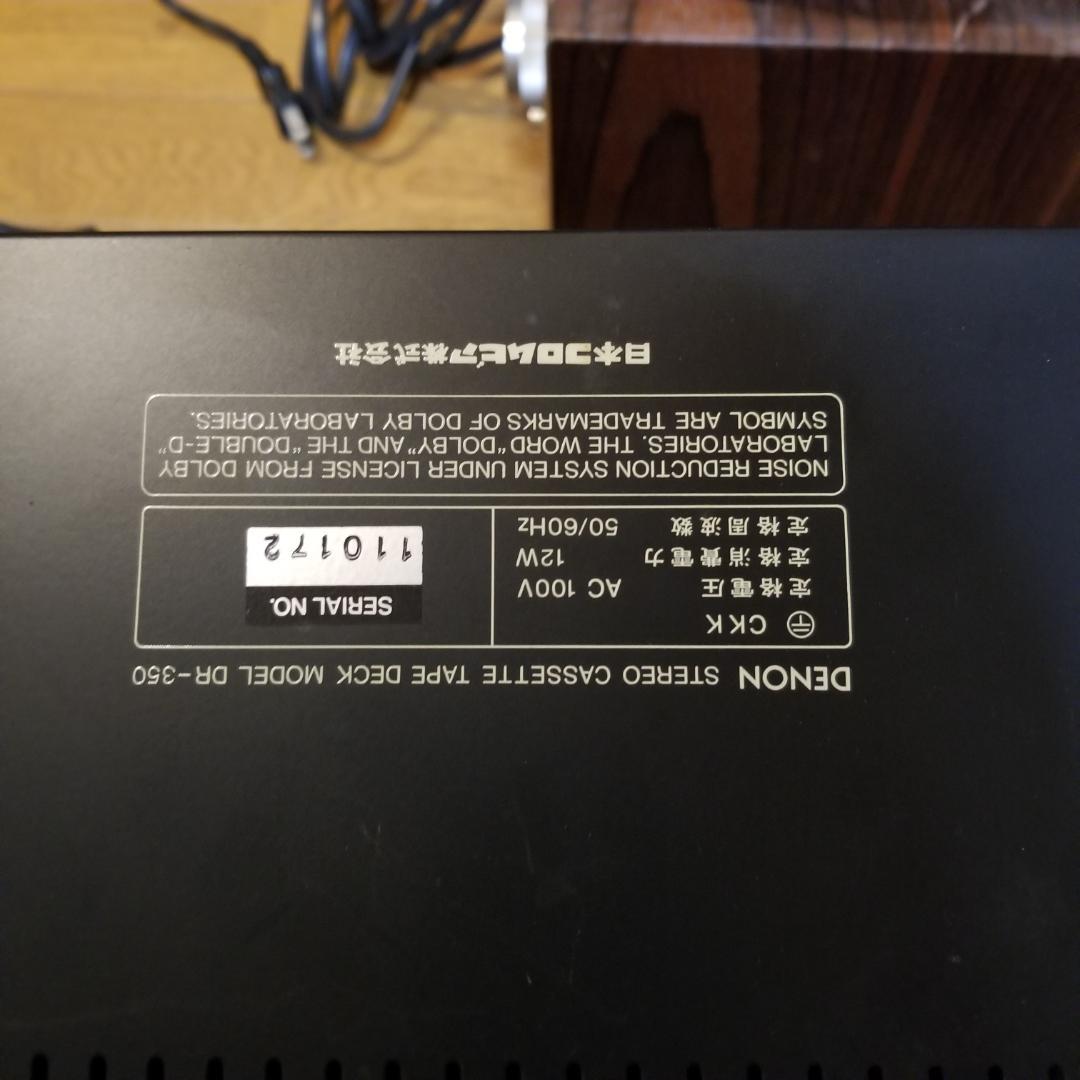 DENON STEREO CASSETTE TAPE DECK MODEL DR-350
〒 CKK
定格電圧 AC 100V
定格消費電力 12W
定格周波数 50/60Hz
SERIAL NO.
110172
NOISE REDUCTION SYSTEM UNDER LICENSE FROM DOLBY
LABORATORIES. THE WORD "DOLBY" AND THE "DOUBLE-D"
SYMBOL ARE TRADEMARKS OF DOLBY LABORATORIES.
日本コロムビア株式会社